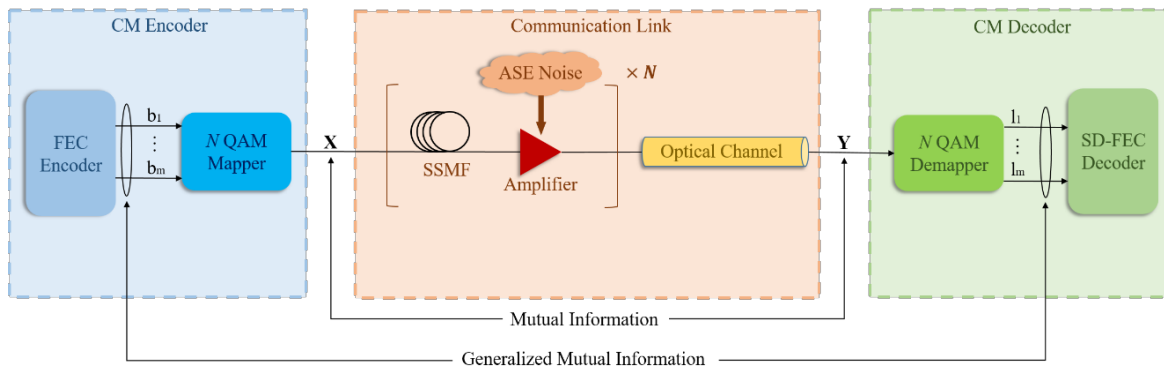 CM Encoder
FEC
Encoder
b1
⋮
bm
N QAM
Mapper
X
Communication Link
ASE Noise
× N
SSMF
Amplifier
Optical Channel
Y
CM Decoder
N QAM
Demapper
l1
⋮
lm
SD-FEC
Decoder
Mutual Information
Generalized Mutual Information